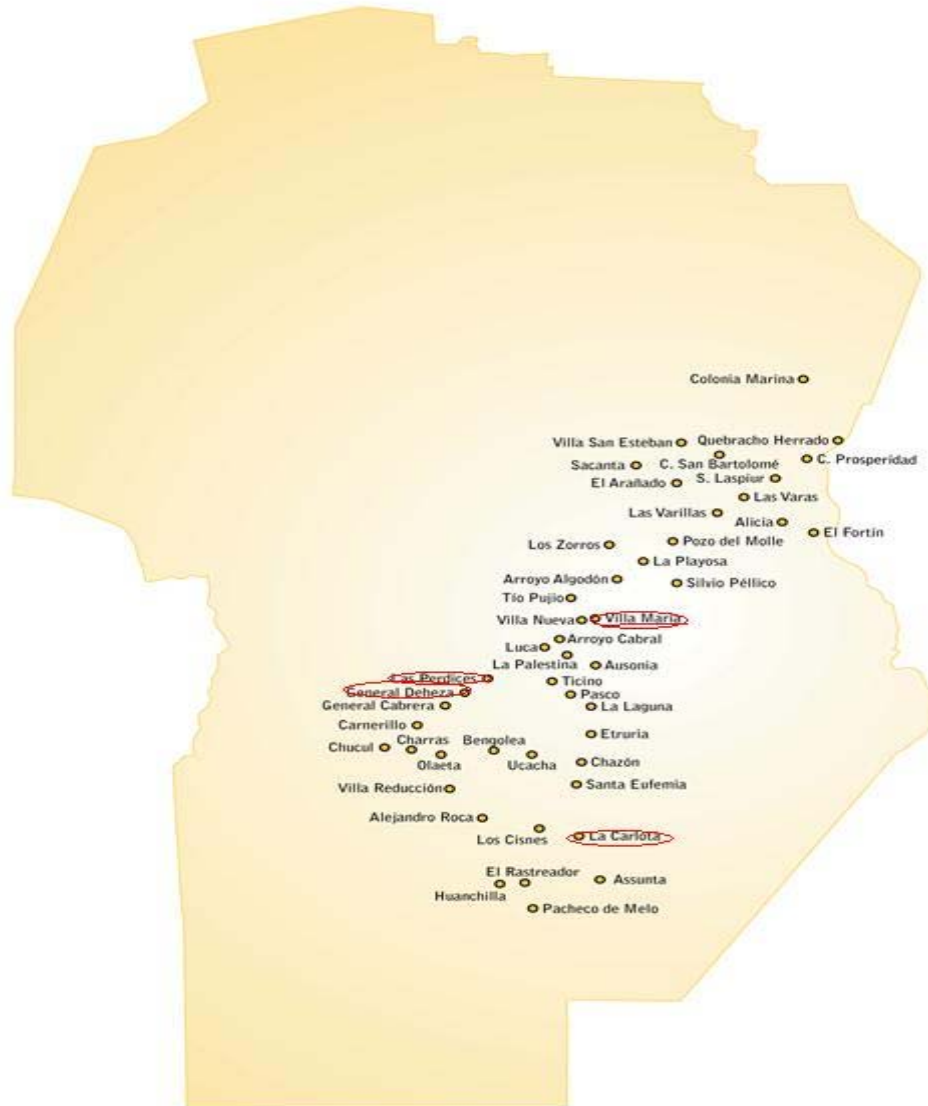 Colonia Marina
Villa San Esteban
Quebracho Herrado
C. Prosperidad
Sacanta
C. San Bartolomé
S. Laspiur
El Arañado
Las Varas
Las Varillas
Alicia
El Fortín
Pozo del Molle
Los Zorros
La Playosa
Arroyo Algodón
Silvio Péllico
Tío Pujio
Villa Nueva
Villa María
Arroyo Cabral
Luca
La Palestina
Ausonia
Las Perdices
Ticino
General Deheza
Pasco
General Cabrera
La Laguna
Carnerillo
Etruria
Charras
Bengolea
Chucul
Olaeta
Ucacha
Chazón
Santa Eufemia
Villa Reducción
Alejandro Roca
Los Cisnes
La Carlota
El Rastreador
Assunta
Huanchilla
Pacheco de Melo